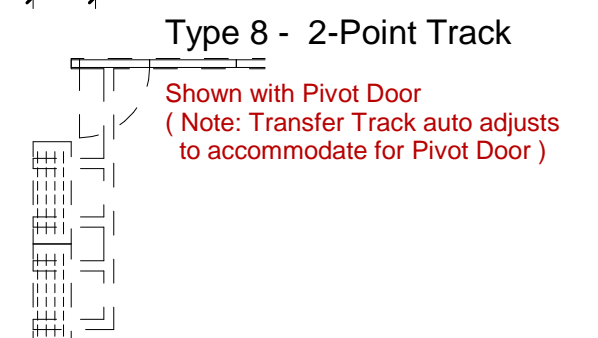 Type 8 - 2-Point Track
Shown with Pivot Door
( Note: Transfer Track auto adjusts
to accommodate for Pivot Door )